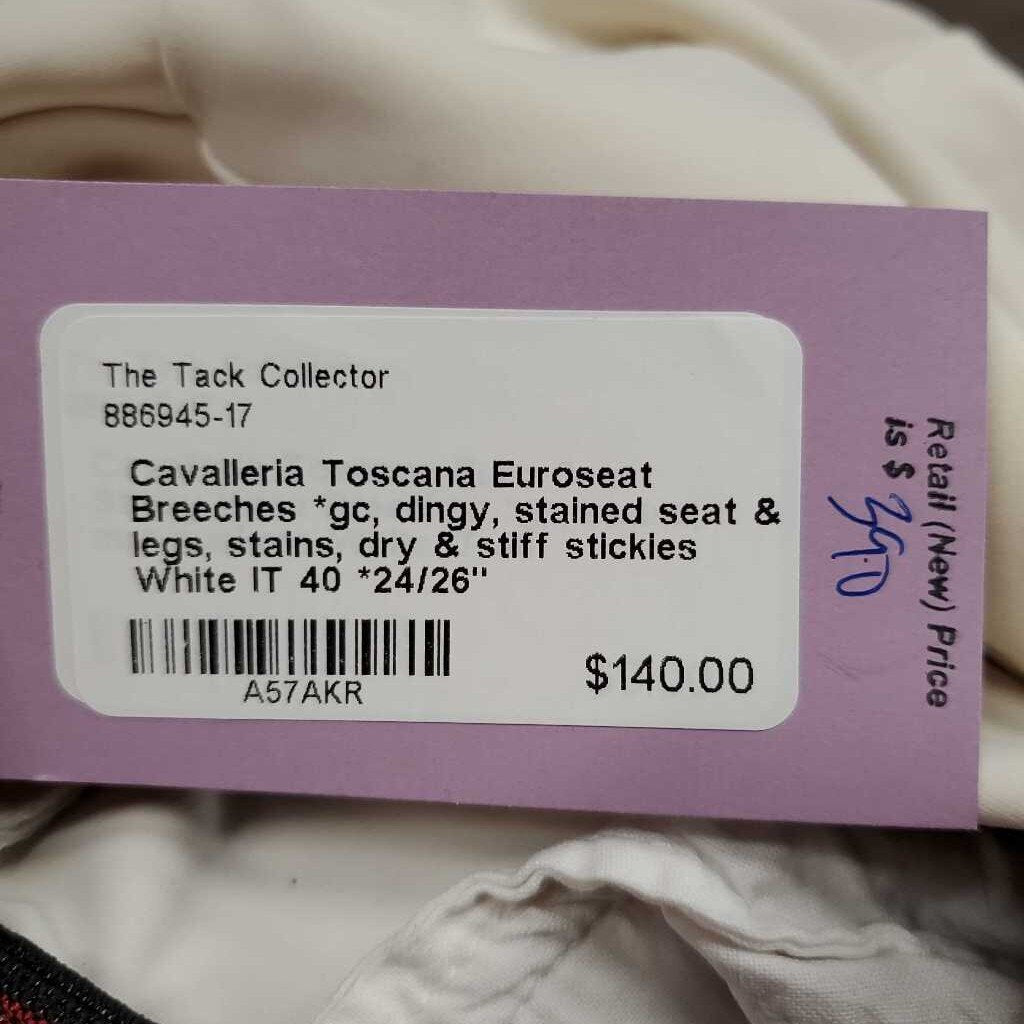 The Tack Collector
886945-17
Cavalleria Toscana Euroseat
Breeches *gc, dingy, stained seat &
legs, stains, dry & stiff stickies
White IT 40 *24/26"
A57AKR
$140.00
Retail (New) Price
is $